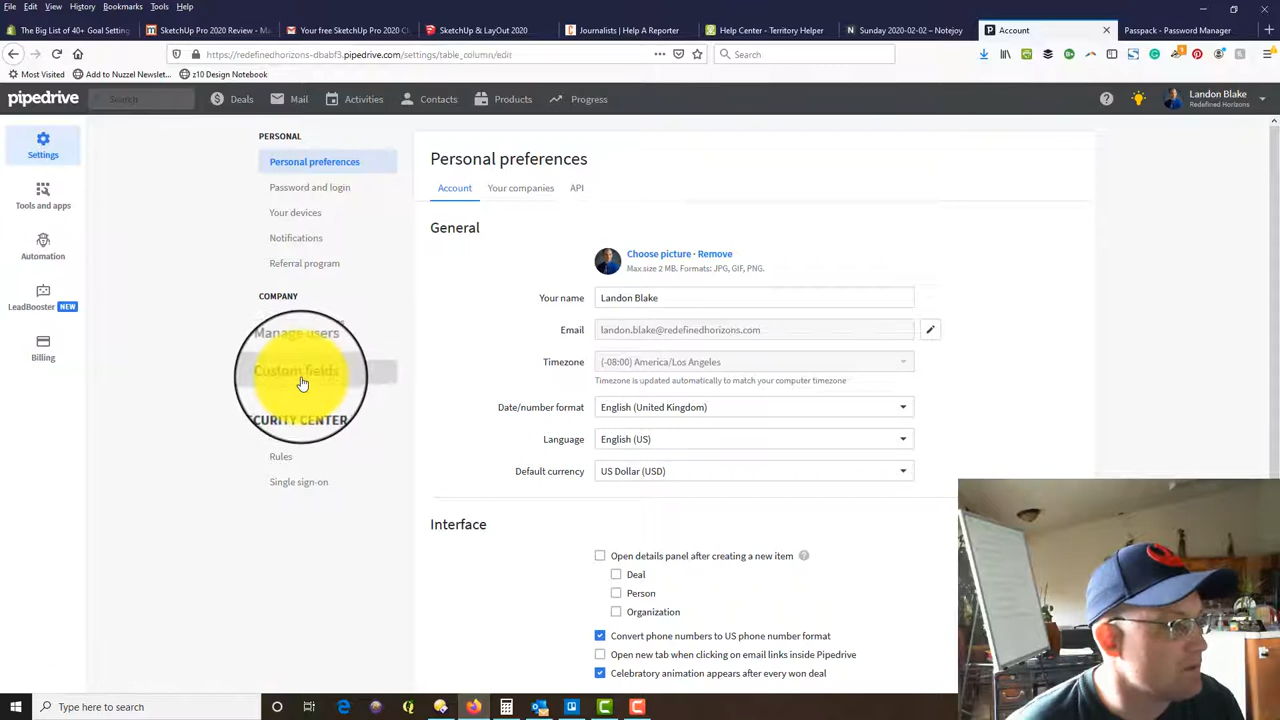 File Edit View History Bookmarks Tools Help
The Big List of 40+ Goal Setting
SketchUp Pro 2020 Review - Ma
Your free SketchUp Pro 2020 Cl
SketchUp & LayOut 2020
Journalists | Help A Reporter
Help Center - Territory Helper
Sunday 2020-02-02 – Notejoy
Account
Passpack - Password Manager
https://redefinedhorizons-dbabf3.pipedrive.com/settings/table_column/edit
Search
Most Visited
Add to Nuzzel Newslet...
z10 Design Notebook
pipedrive
Search
Deals
Mail
Activities
Contacts
Products
Progress
Landon Blake
Redefined Horizons
Settings
Tools and apps
Automation
LeadBooster NEW
Billing
PERSONAL
Personal preferences
Password and login
Your devices
Notifications
Referral program
COMPANY
Manage users
Custom fields
CURITY CENTER
Rules
Single sign-on
Personal preferences
Account Your companies API
General
Choose picture · Remove
Max size 2 MB. Formats: JPG, GIF, PNG.
Your name Landon Blake
Email landon.blake@redefinedhorizons.com
Timezone (-08:00) America/Los Angeles
Timezone is updated automatically to match your computer timezone
Date/number format English (United Kingdom)
Language English (US)
Default currency US Dollar (USD)
Interface
Open details panel after creating a new item
Deal
Person
Organization
Convert phone numbers to US phone number format
Open new tab when clicking on email links inside Pipedrive
Celebratory animation appears after every won deal
Type here to search